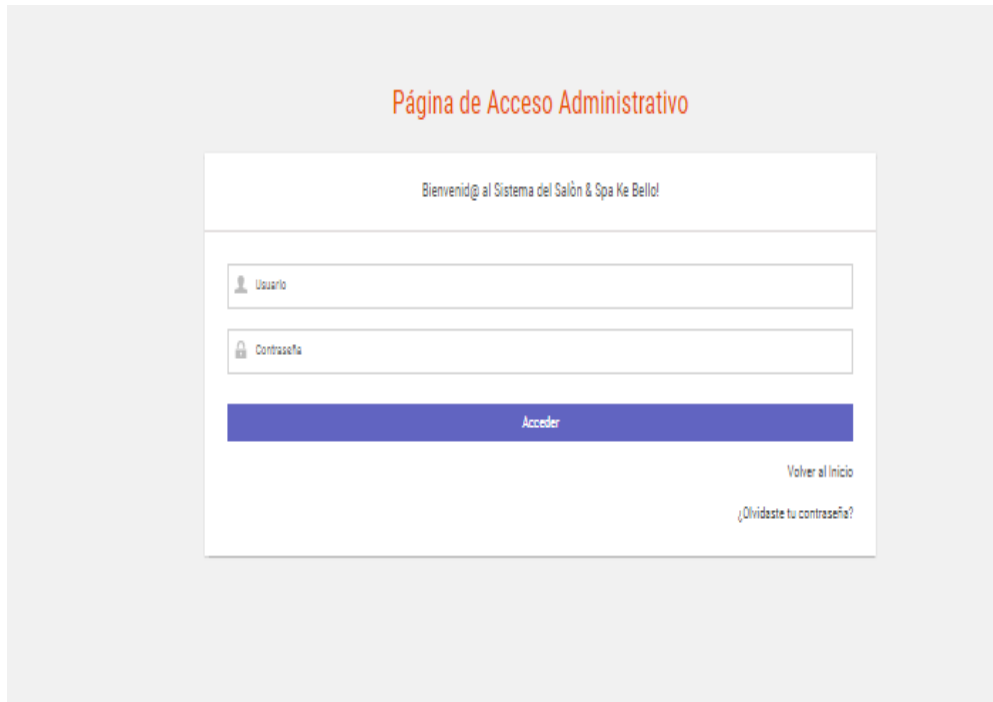 Página de Acceso Administrativo
Bienvenid@ al Sistema del Salòn & Spa Ke Bello!
Usuario
Contraseña
Acceder
Volver al Inicio
¿Olvidaste tu contraseña?